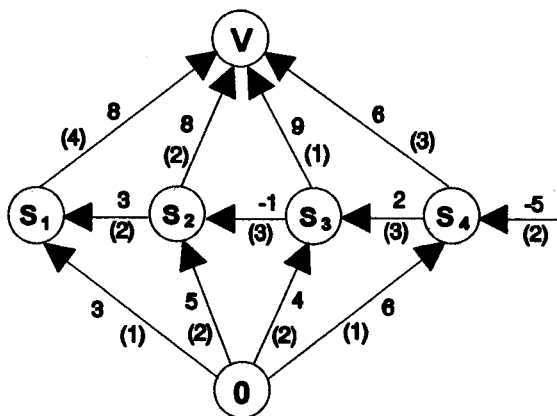 V
8 8 9 6
(4) (2) (1) (3)
S1 3 S2 -1 S3 2 S4 -5
(2) (3) (3) (2)
3 5 4 6
(1) (2) (2) (1)
0